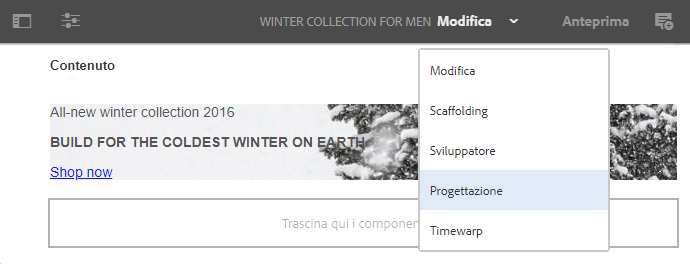 WINTER COLLECTION FOR MEN Modifica Anteprima
Contenuto
Modifica
All-new winter collection 2016
Scaffolding
BUILD FOR THE COLDEST WINTER ON EARTH
Sviluppatore
Shop now
Progettazione
Trascina qui i componen
Timewarp